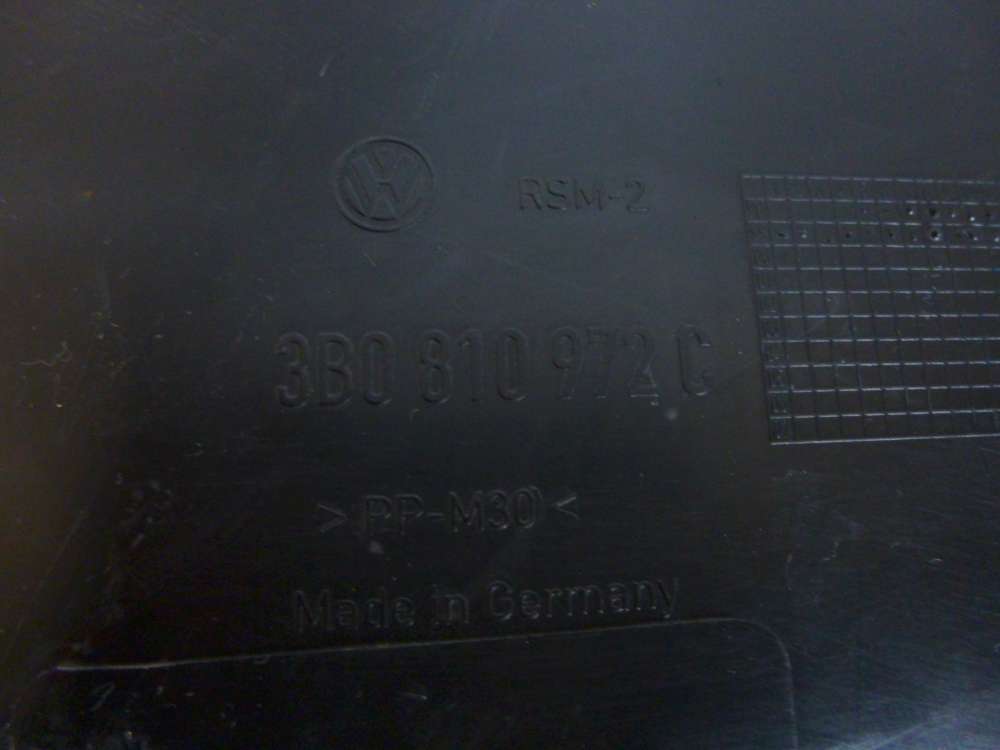 RSM-2
3B0 810 972 C
> PP-M30 <
Made in Germany